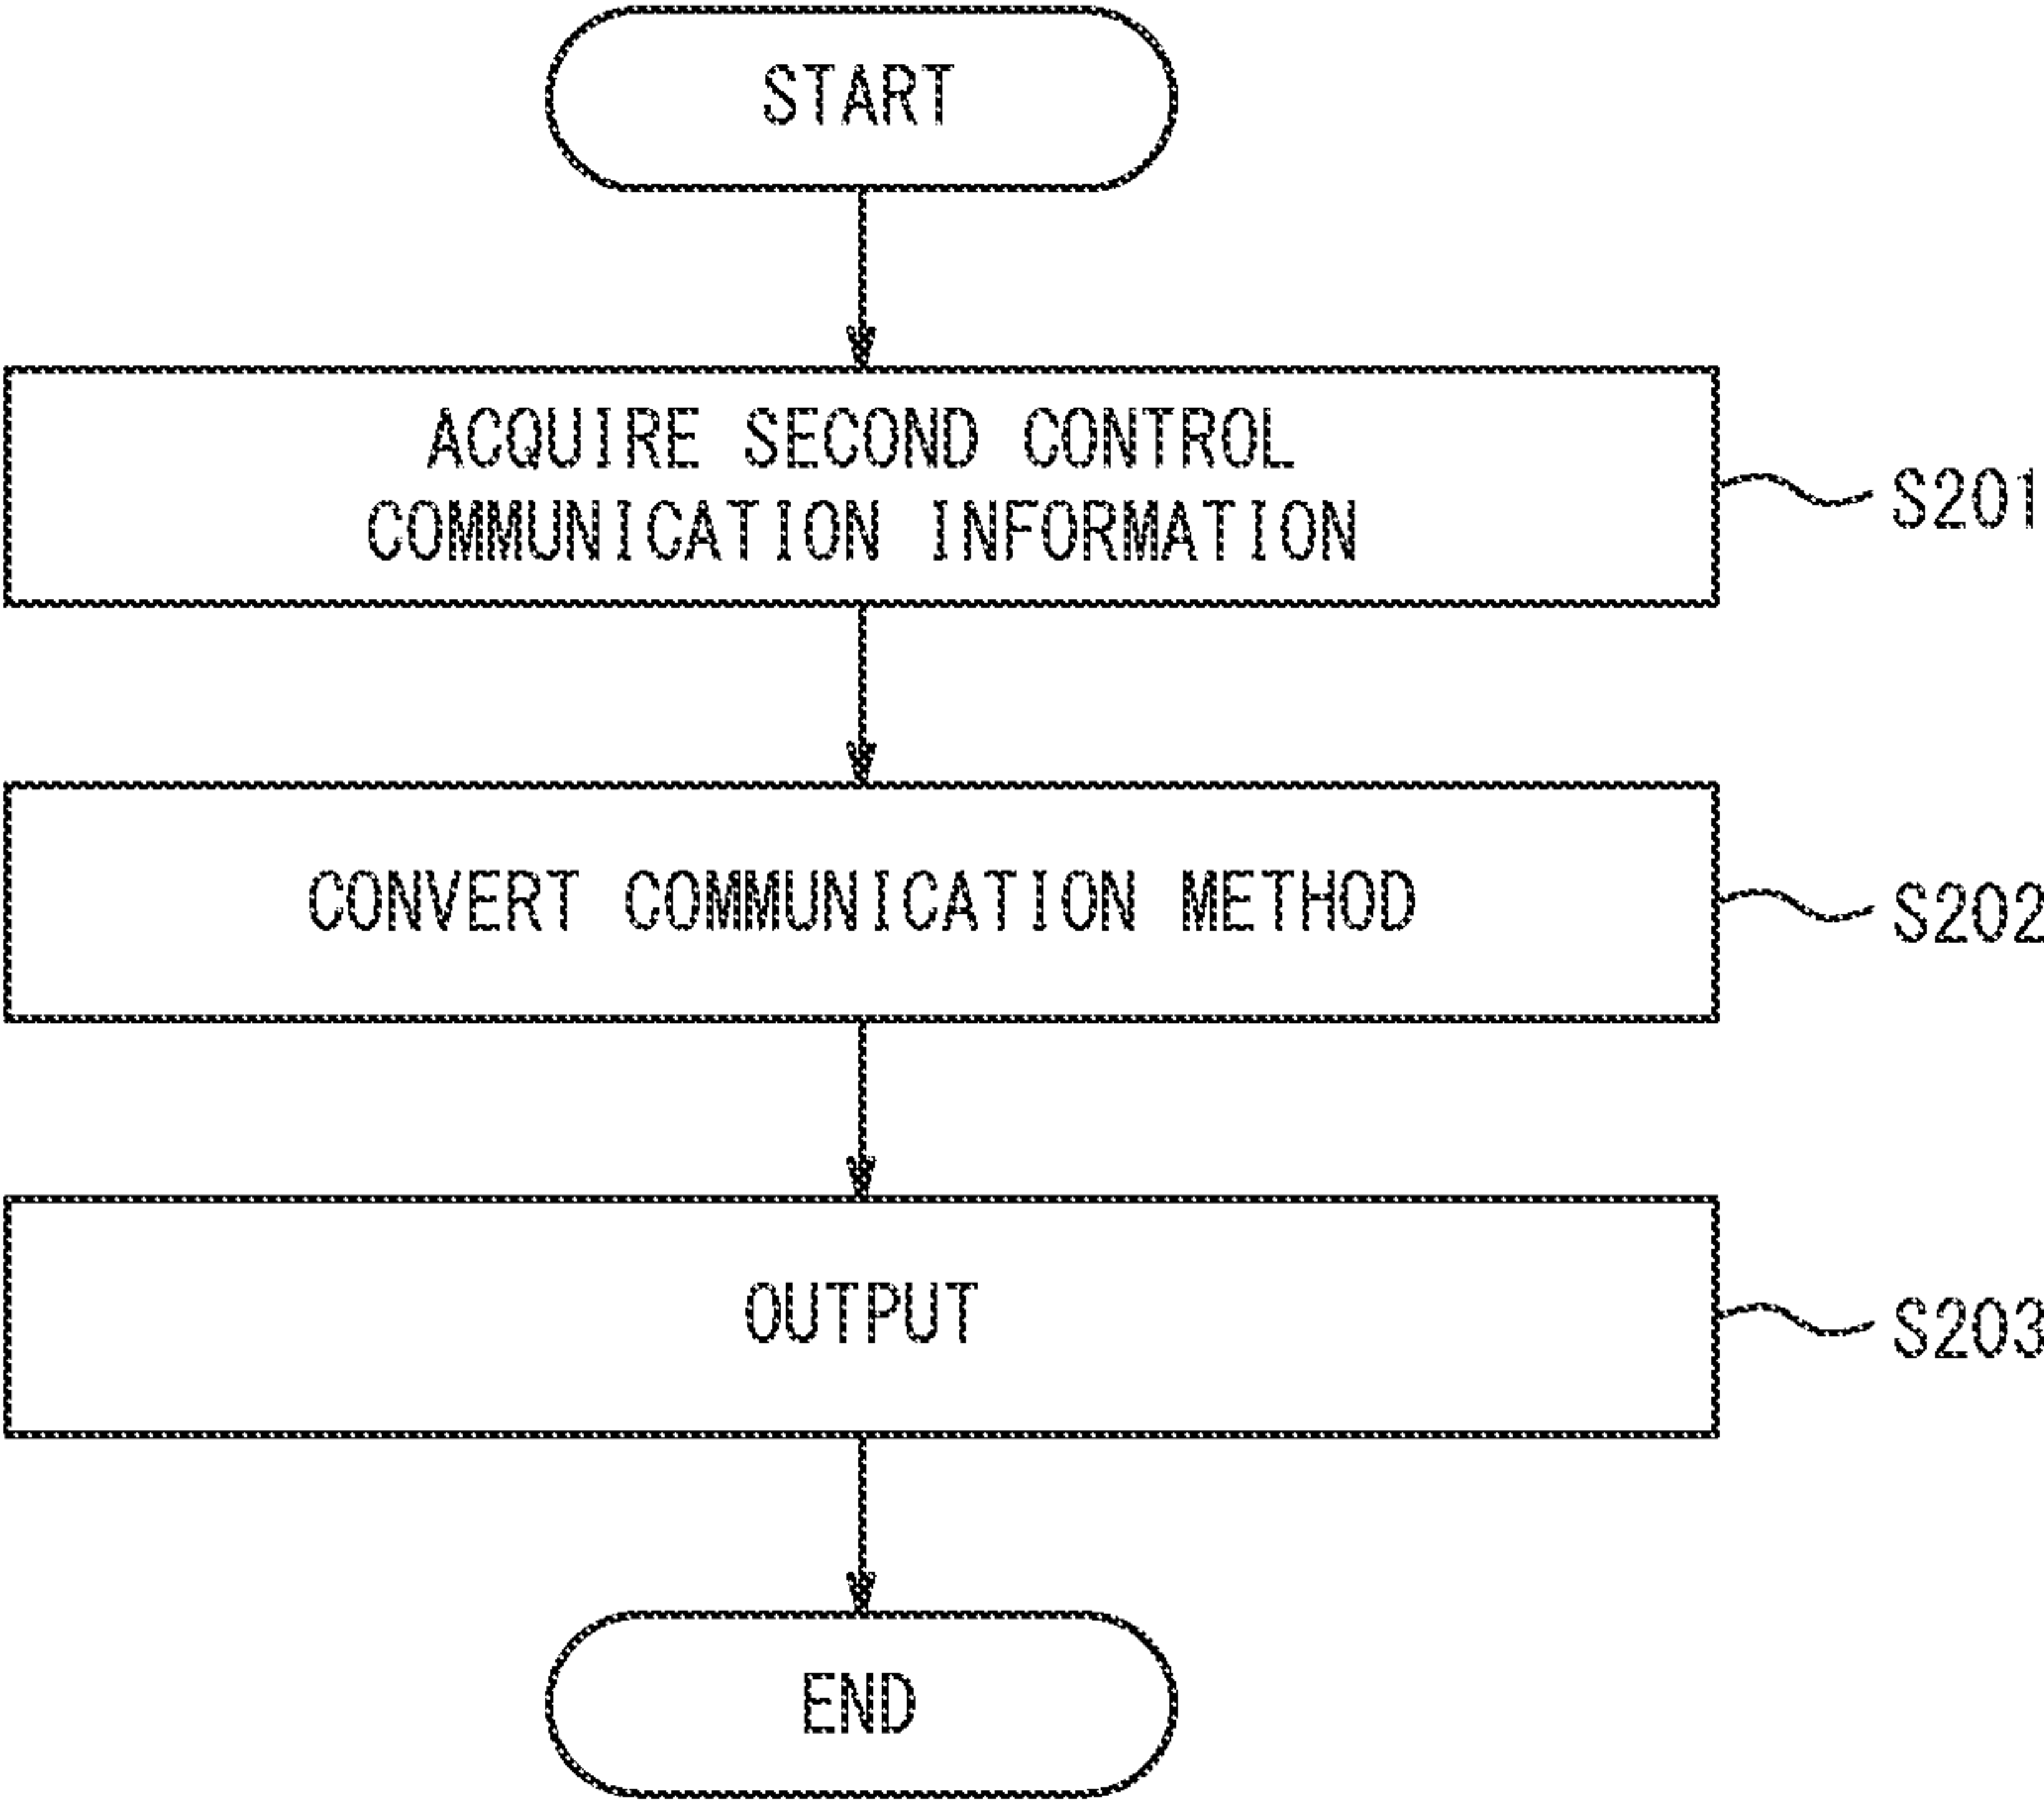 START
ACQUIRE SECOND CONTROL
COMMUNICATION INFORMATION
S201
CONVERT COMMUNICATION METHOD
S202
OUTPUT
S203
END